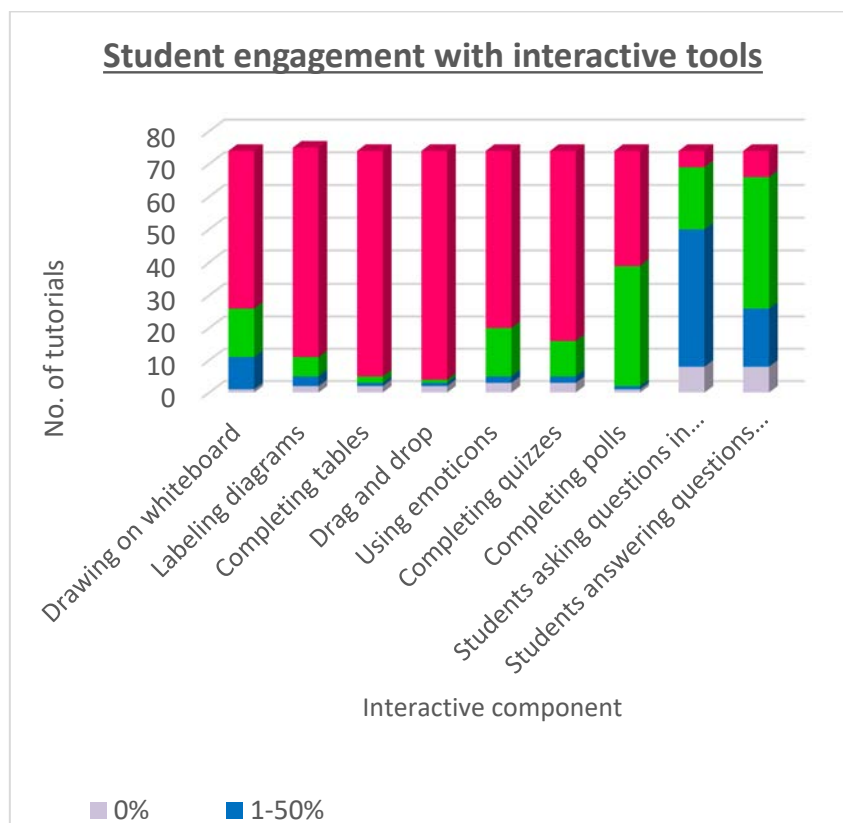 Student engagement with interactive tools
80
70
60
50
40
30
20
10
0
No. of tutorials
Drawing on whiteboard
Labeling diagrams
Completing tables
Drag and drop
Using emoticons
Completing quizzes
Completing polls
Students asking questions in…
Students answering questions…
Interactive component
0%
1-50%